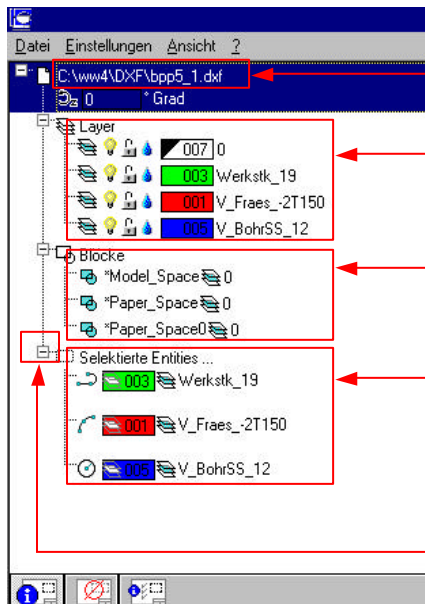 Datei Einstellungen Ansicht ?
C:\ww4\DXF\bpp5_1.dxf
0 ° Grad
Layer
007 0
003 Werkstk_19
001 V_Fraes_-2T150
005 V_BohrSS_12
Blöcke
*Model_Space 0
*Paper_Space 0
*Paper_Space0 0
Selektierte Entities ...
003 Werkstk_19
001 V_Fraes_-2T150
005 V_BohrSS_12